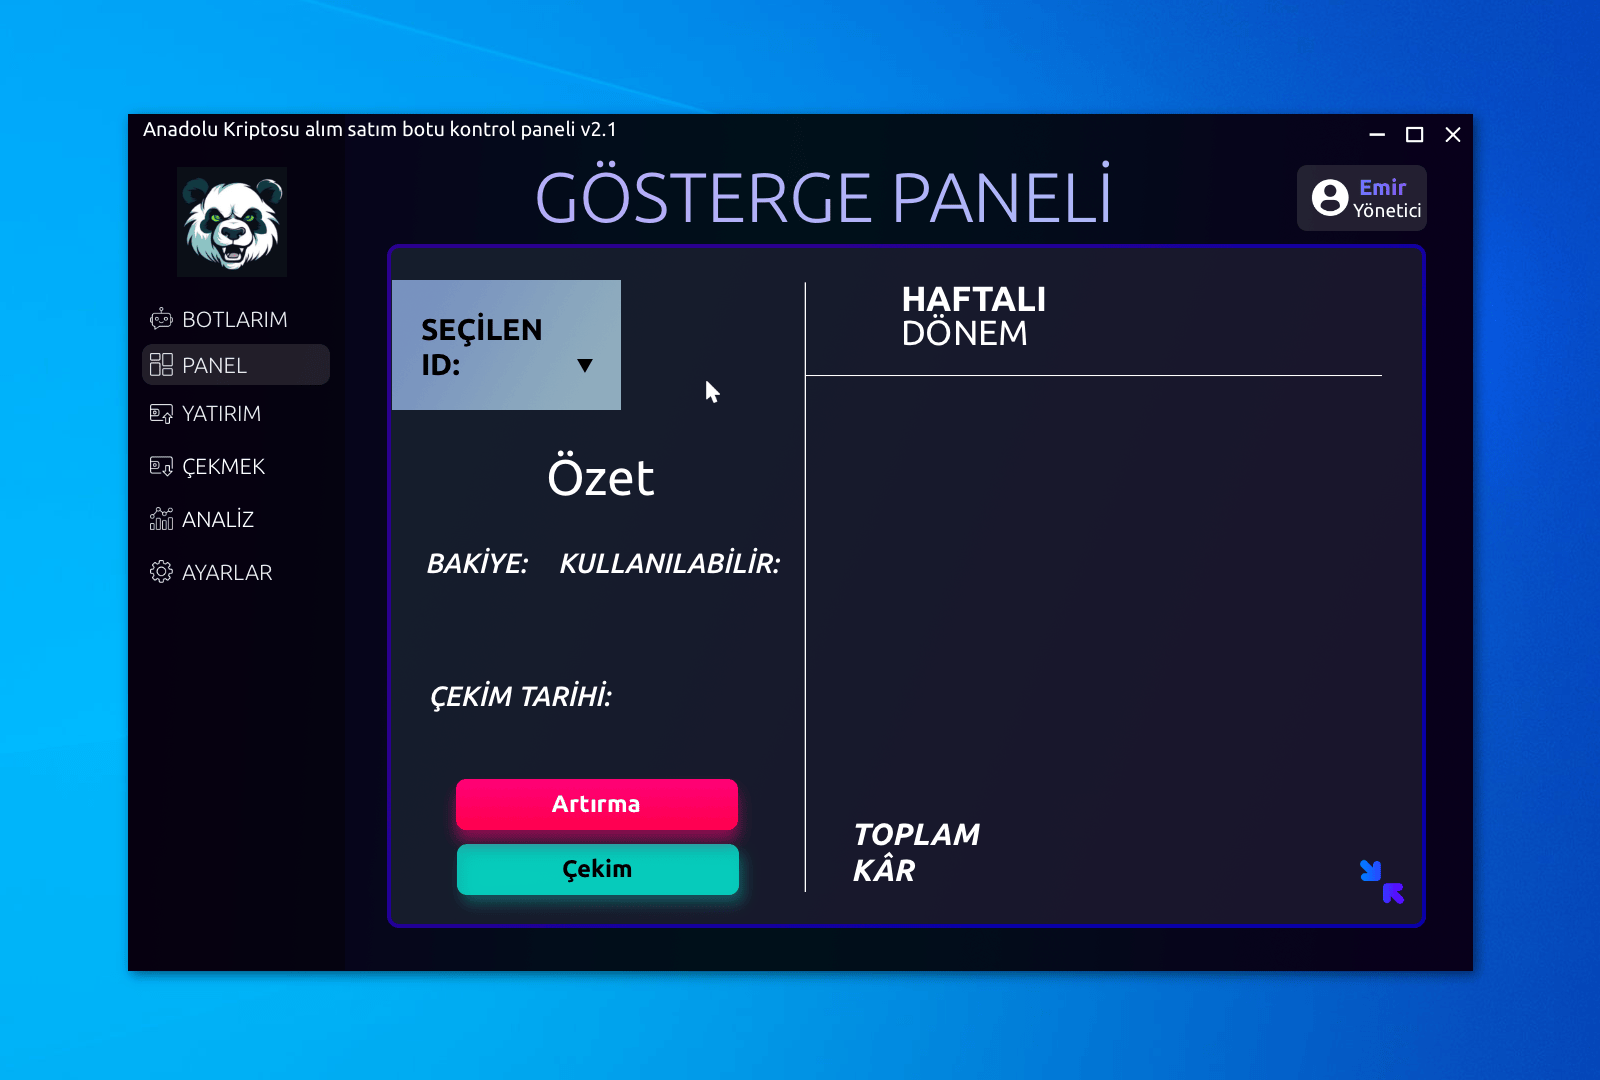 Anadolu Kriptosu alım satım botu kontrol paneli v2.1
GÖSTERGE PANELİ
Emir
Yönetici
BOTLARIM
PANEL
YATIRIM
ÇEKMEK
ANALİZ
AYARLAR
SEÇİLEN
ID:
Özet
BAKİYE: KULLANILABİLİR:
ÇEKİM TARİHİ:
Artırma
Çekim
HAFTALI
DÖNEM
TOPLAM
KÂR